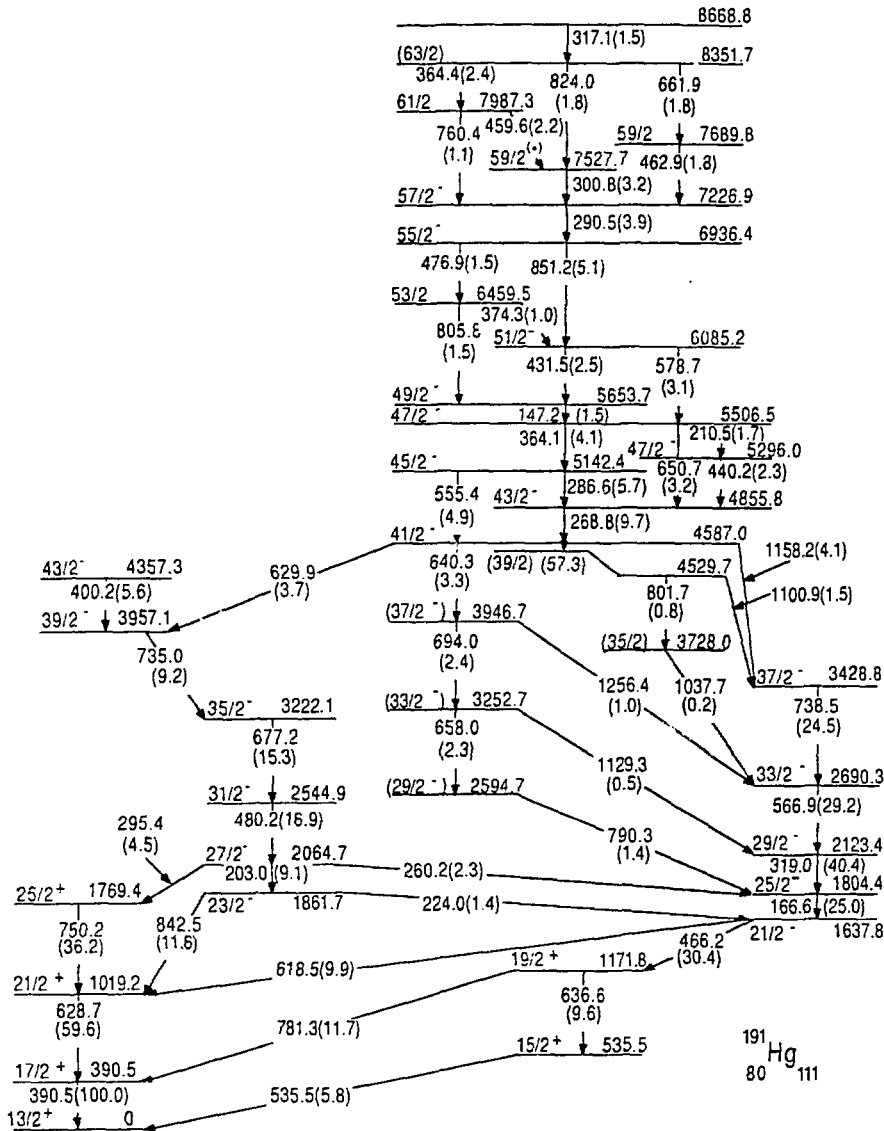 8668.8
317.1(1.5)
(63/2) 8351.7
364.4(2.4) 824.0 661.9
(1.8) (1.8)
61/2 7987.3
459.6(2.2)
760.4 59/2 7689.8
(1.1) 462.9(1.8)
59/2 7527.7
300.8(3.2)
57/2 - 7226.9
290.5(3.9)
55/2 - 6936.4
476.9(1.5) 851.2(5.1)
53/2 6459.5
374.3(1.0)
805.8 51/2 - 6085.2
(1.5) 431.5(2.5) 578.7
(3.1)
49/2 - 5653.7
47/2 - 147.2 (1.5) 5506.5
364.1 (4.1) 210.5(1.7)
47/2 - 5296.0
45/2 - 5142.4 650.7 440.2(2.3)
555.4 286.6(5.7) (3.2)
(4.9) 43/2 - 4855.8
268.8(9.7)
41/2 - 4587.0
43/2 - 4357.3 629.9 640.3 (39/2) (57.3) 4529.7 1158.2(4.1)
400.2(5.6) (3.7) (3.3) 801.7 1100.9(1.5)
39/2 - 3957.1 (37/2 -) 3946.7 (0.8)
735.0 694.0 (35/2) 3728.0
(9.2) (2.4) 37/2 - 3428.8
1256.4 1037.7 738.5
35/2 - 3222.1 (33/2 -) 3252.7 (1.0) (0.2) (24.5)
677.2 658.0
(15.3) (2.3) 1129.3 33/2 - 2690.3
31/2 - 2544.9 (29/2 -) 2594.7 (0.5) 566.9(29.2)
480.2(16.9) 790.3 29/2 - 2123.4
295.4 (1.4) 319.0 (40.4)
(4.5) 27/2 - 2064.7 260.2(2.3) 25/2 - 1804.4
25/2 + 1769.4 203.0(9.1) 166.6 (25.0)
23/2 - 1861.7 224.0(1.4) 21/2 - 1637.8
750.2 842.5 466.2
(36.2) (11.6) (30.4)
618.5(9.9) 19/2 + 1171.8
21/2 + 1019.2 636.6
628.7 (9.6)
(59.6) 781.3(11.7)
15/2 + 535.5
17/2 + 390.5
390.5(100.0) 535.5(5.8)
13/2 + 0
191
Hg
80 111